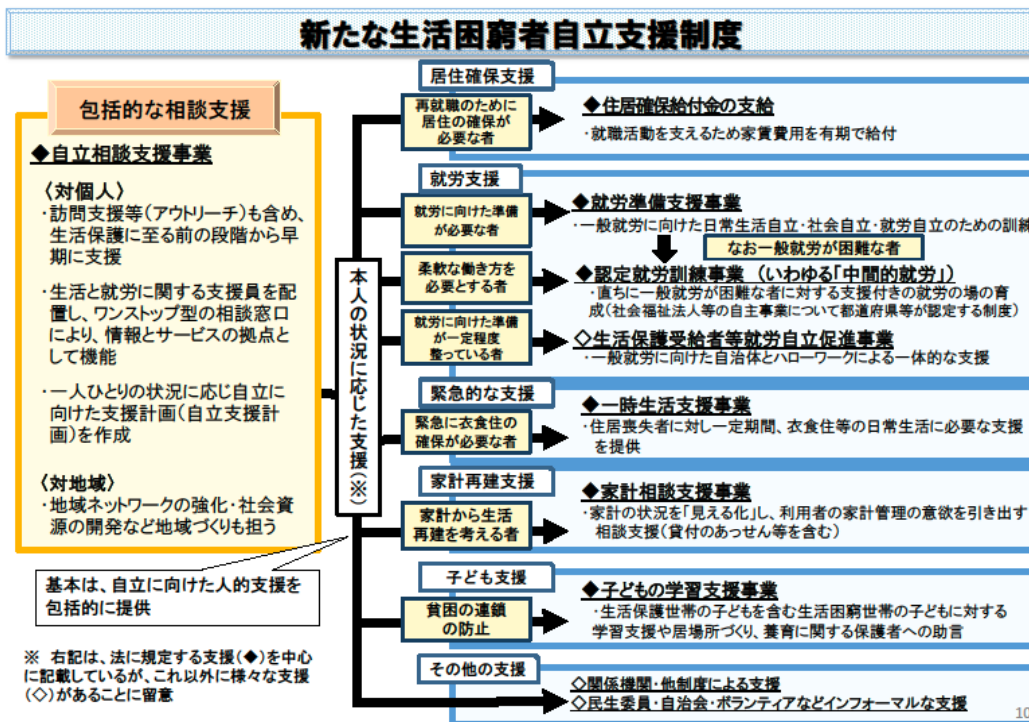 新たな生活困窮者自立支援制度
包括的な相談支援
◆自立相談支援事業
〈対個人〉
・訪問支援等(アウトリーチ)も含め、
生活保護に至る前の段階から早
期に支援
・生活と就労に関する支援員を配
置し、ワンストップ型の相談窓口
により、情報とサービスの拠点と
して機能
・一人ひとりの状況に応じ自立に
向けた支援計画(自立支援計
画)を作成
〈対地域〉
・地域ネットワークの強化・社会資
源の開発など地域づくりも担う
基本は、自立に向けた人的支援を
包括的に提供
※ 右記は、法に規定する支援(◆)を中心
に記載しているが、これ以外に様々な支援
(◇)があることに留意
本人の状況に応じた支援(※)
居住確保支援
再就職のために
居住の確保が
必要な者
◆住居確保給付金の支給
・就職活動を支えるため家賃費用を有期で給付
就労支援
就労に向けた準備
が必要な者
◆就労準備支援事業
・一般就労に向けた日常生活自立・社会自立・就労自立のための訓練
なお一般就労が困難な者
柔軟な働き方を
必要とする者
◆認定就労訓練事業 (いわゆる「中間的就労」)
・直ちに一般就労が困難な者に対する支援付きの就労の場の育
成(社会福祉法人等の自主事業について都道府県等が認定する制度)
就労に向けた準備
が一定程度
整っている者
◇生活保護受給者等就労自立促進事業
・一般就労に向けた自治体とハローワークによる一体的な支援
緊急的な支援
緊急に衣食住の
確保が必要な者
◆一時生活支援事業
・住居喪失者に対し一定期間、衣食住等の日常生活に必要な支援
を提供
家計再建支援
家計から生活
再建を考える者
◆家計相談支援事業
・家計の状況を「見える化」し、利用者の家計管理の意欲を引き出す
相談支援(貸付のあっせん等を含む)
子ども支援
貧困の連鎖
の防止
◆子どもの学習支援事業
・生活保護世帯の子どもを含む生活困窮世帯の子どもに対する
学習支援や居場所づくり、養育に関する保護者への助言
その他の支援
◇関係機関・他制度による支援
◇民生委員・自治会・ボランティアなどインフォーマルな支援
10